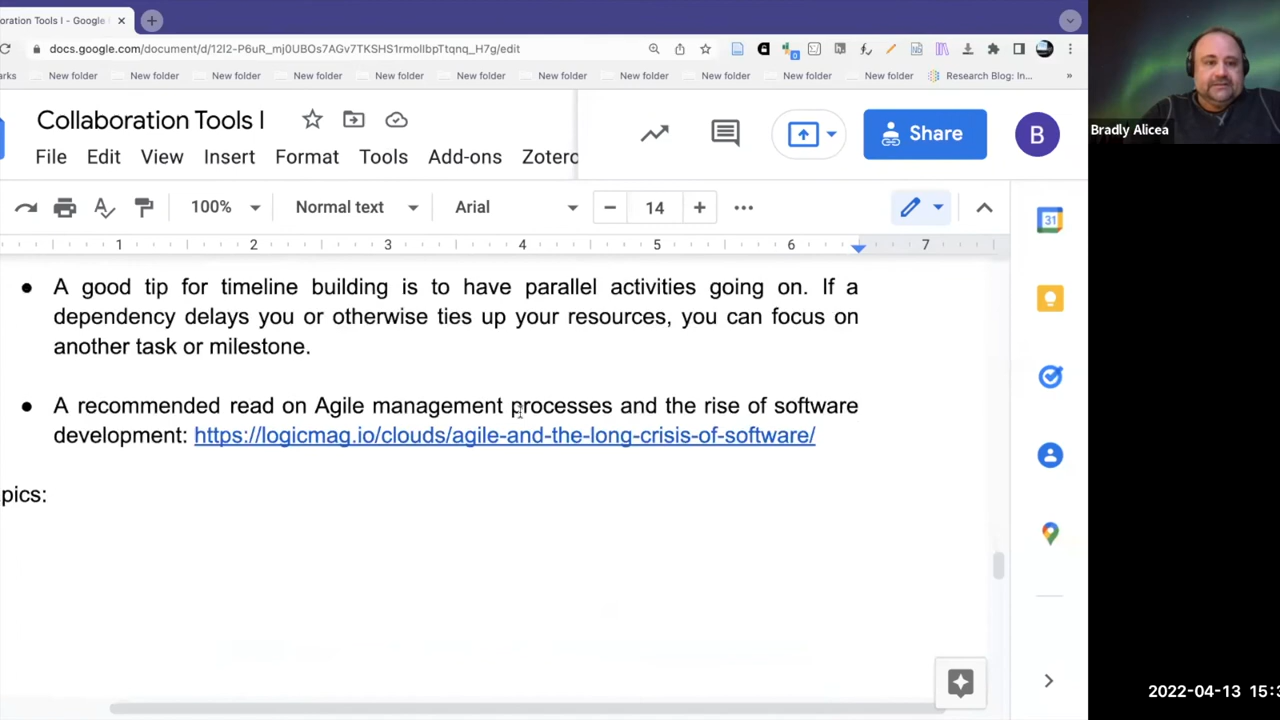 oration Tools I - Google
docs.google.com/document/d/12I2-P6uR_mj0UBOs7AGv7TKSHS1rmoIlbpTtqnq_H7g/edit
0
arks New folder New folder New folder New folder New folder New folder New folder New folder New folder New folder New folder Research Blog: In... »
Bradly Alicea
Collaboration Tools I
Share
B
File Edit View Insert Format Tools Add-ons Zotero
100% Normal text Arial 14
1 2 3 4 5 6 7
31
● A good tip for timeline building is to have parallel activities going on. If a
dependency delays you or otherwise ties up your resources, you can focus on
another task or milestone.
● A recommended read on Agile management processes and the rise of software
development: https://logicmag.io/clouds/agile-and-the-long-crisis-of-software/
pics:
2022-04-13 15:3